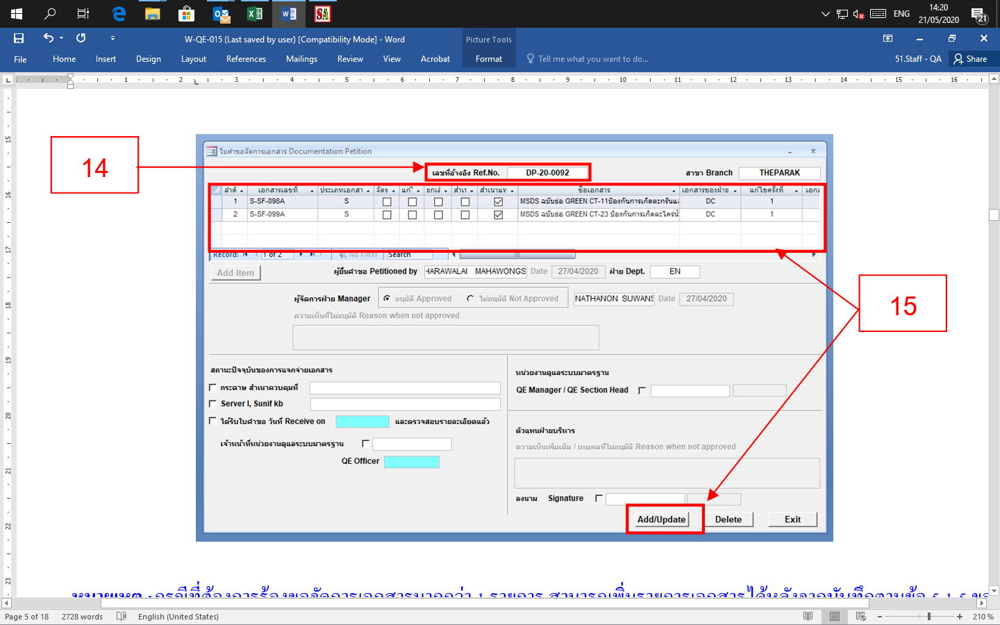 14:20
ENG
21/05/2020
21
W-QE-015 (Last saved by user) [Compatibility Mode] - Word
Picture Tools
File Home Insert Design Layout References Mailings Review View Acrobat Format Tell me what you want to do... 51.Staff - QA Share
1 2 3 4 5 6 7 8 9 10 11 12 13 14 15 16
14
ใบคำขอจัดการเอกสาร Documentation Petition
เลขที่อ้างอิง Ref.No. DP-20-0092 สาขา Branch THEPARAK
ลำดั เอกสารเลขที่ ประเภทเอกสา จัดท แก้ไ ยกเลิ สำเ สำเนาแท ชื่อเอกสาร เอกสารของฝ่าย แก้ไขครั้งที่ เอกส
1 S-SF-098A S MSDS ฉบับย่อ GREEN CT-11ป้องกันการเกิดตะกรันแ DC 1
2 S-SF-099A S MSDS ฉบับย่อ GREEN CT-23 ป้องกันการเกิดตะไคร่น้ DC 1
Record: 1 of 2 No Filter Search
Add Item ผู้ยื่นคำขอ Petitioned by HARAWALAI MAHAWONGS Date 27/04/2020 ฝ่าย Dept. EN
ผู้จัดการฝ่าย Manager อนุมัติ Approved ไม่อนุมัติ Not Approved NATHANON SUWANS Date 27/04/2020
ความเห็นที่ไม่อนุมัติ Reason when not approved
15
สถานะปัจจุบันของการแจกจ่ายเอกสาร
กระดาษ สำเนาควบคุมที่
Server I, Sunif kb
ได้รับใบคำขอ วันที่ Receive on และตรวจสอบรายละเอียดแล้ว
เจ้าหน้าที่หน่วยงานดูแลระบบมาตรฐาน
QE Officer
หน่วยงานดูแลระบบมาตรฐาน
QE Manager / QE Section Head
ตัวแทนฝ่ายบริหาร
ความเห็นเพิ่มเติม / เหตุผลที่ไม่อนุมัติ Reason when not approved
ลงนาม Signature
Add/Update Delete Exit
15
16
17
18
19
20
21
22
23
หมายเหตุ : กรณีที่ต้องการร้องขอจัดการเอกสารมากกว่า 1 รายการ สามารถเพิ่มรายการเอกสารได้หลังจากบันทึกตามข้อ 5.1.5
Page 5 of 18 2728 words English (United States) 210 %